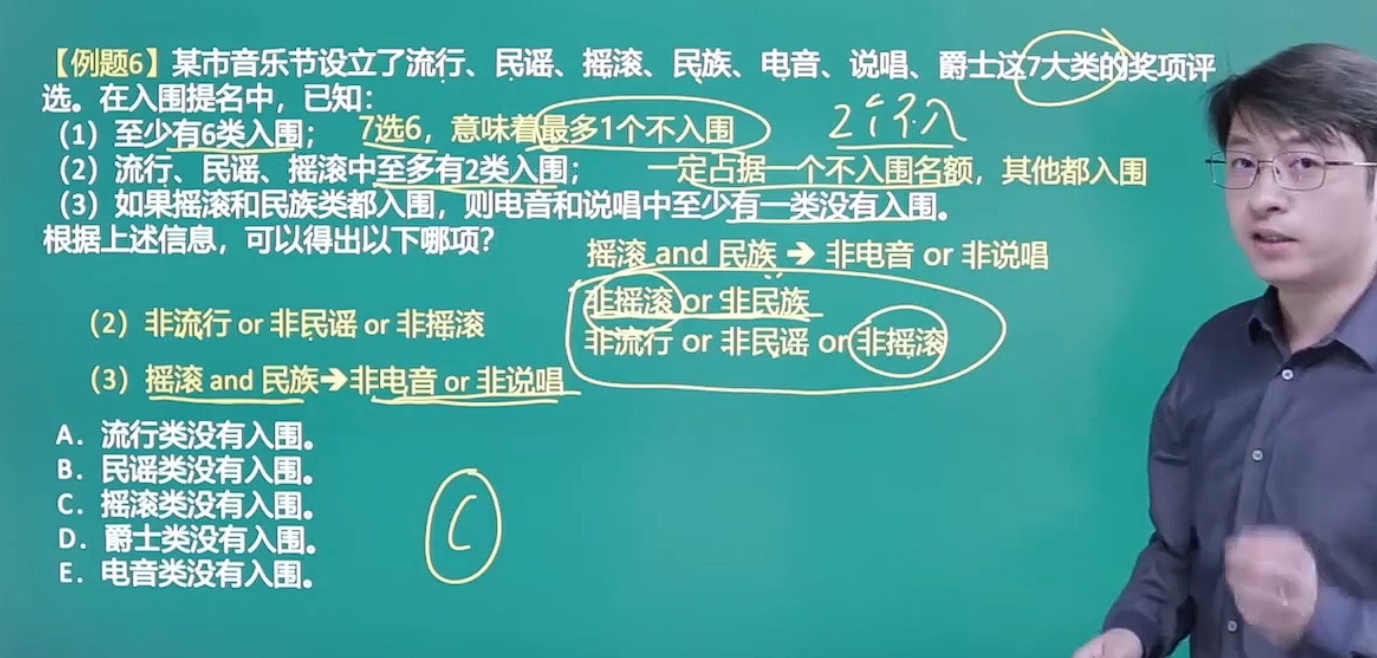 【例题6】某市音乐节设立了流行、民谣、摇滚、民族、电音、说唱、爵士这7大类的奖项评
选。在入围提名中，已知：
（1）至少有6类入围； 7选6，意味着最多1个不入围
（2）流行、民谣、摇滚中至多有2类入围； 一定占据一个不入围名额，其他都入围
（3）如果摇滚和民族类都入围，则电音和说唱中至少有一类没有入围。
根据上述信息，可以得出以下哪项？
摇滚 and 民族 → 非电音 or 非说唱
非摇滚 or 非民族
非流行 or 非民谣 or 非摇滚
（2）非流行 or 非民谣 or 非摇滚
（3）摇滚 and 民族→非电音 or 非说唱
A．流行类没有入围。
B．民谣类没有入围。
C．摇滚类没有入围。
D．爵士类没有入围。
E．电音类没有入围。
C